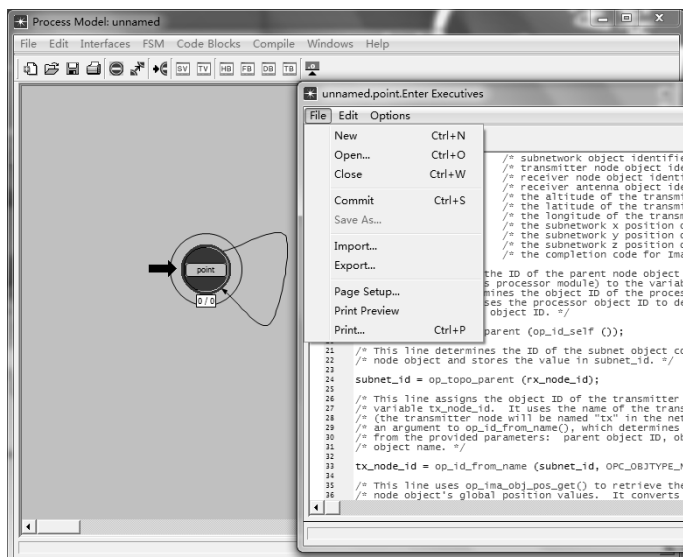 Process Model: unnamed
File Edit Interfaces FSM Code Blocks Compile Windows Help
SV TV HB FB DB TB
point
0 / 0
unnamed.point.Enter Executives
File Edit Options
New Ctrl+N
Open... Ctrl+O
Close Ctrl+W
Commit Ctrl+S
Save As...
Import...
Export...
Page Setup...
Print Preview
Print... Ctrl+P
/* subnetwork object identifie
/* transmitter node object ide
/* receiver node object identi
/* receiver antenna object ide
/* the altitude of the transmi
/* the latitude of the transmi
/* the longitude of the transm
/* the subnetwork x position
/* the subnetwork y position
/* the subnetwork z position
/* the completion code for Ima
the ID of the parent node object
s processor module) to the variab
mines the object ID of the proces
ses the processor object ID to de
object ID. */
parent (op_id_self ());
21 /* This line determines the ID of the subnet object co
22 /* node object and stores the value in subnet_id. */
23
24 subnet_id = op_topo_parent (rx_node_id);
25
26 /* This line assigns the object ID of the transmitter
27 /* variable tx_node_id. It uses the name of the trans
28 /* (the transmitter node will be named "tx" in the net
29 /* an argument to op_id_from_name(), which determines
30 /* from the provided parameters: parent object ID, ob
31 /* object name. */
32
33 tx_node_id = op_id_from_name (subnet_id, OPC_OBJTYPE_N
34
35 /* This line uses op_ima_obj_pos_get() to retrieve the
36 /* node object's global position values. It converts